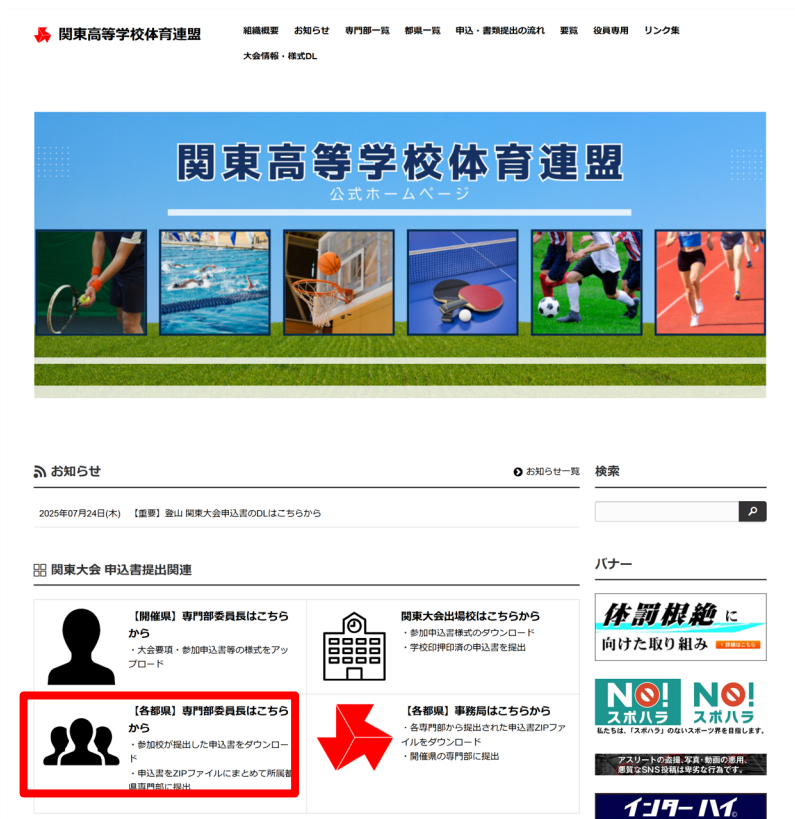 関東高等学校体育連盟
組織概要 お知らせ 専門部一覧 都県一覧 申込・書類提出の流れ 要覧 役員専用 リンク集
大会情報・様式DL
関東高等学校体育連盟
公式ホームページ
お知らせ
お知らせ一覧
2025年07月24日(木) 【重要】登山 関東大会申込書のDLはこちらから
関東大会 申込書提出関連
【開催県】専門部委員長はこちら
から
・大会要項・参加申込書等の様式をアッ
プロード
関東大会出場校はこちらから
・参加申込書様式のダウンロード
・学校印押印済の申込書を提出
【各都県】専門部委員長はこちら
から
・参加校が提出した申込書をダウンロー
ド
・申込書をZIPファイルにまとめて所属都
県専門部に提出
【各都県】事務局はこちらから
・各専門部から提出された申込書ZIPファ
イルをダウンロード
・開催県の専門部に提出
検索
バナー
体罰根絶に
向けた取り組み
詳細はこちら
NO!
スポハラ
NO!
スポハラ
私たちは、「スポハラ」のないスポーツ界を目指します。
アスリートの盗撮、写真・動画の悪用、
悪質なSNS投稿は卑劣な行為です。
インターハイ